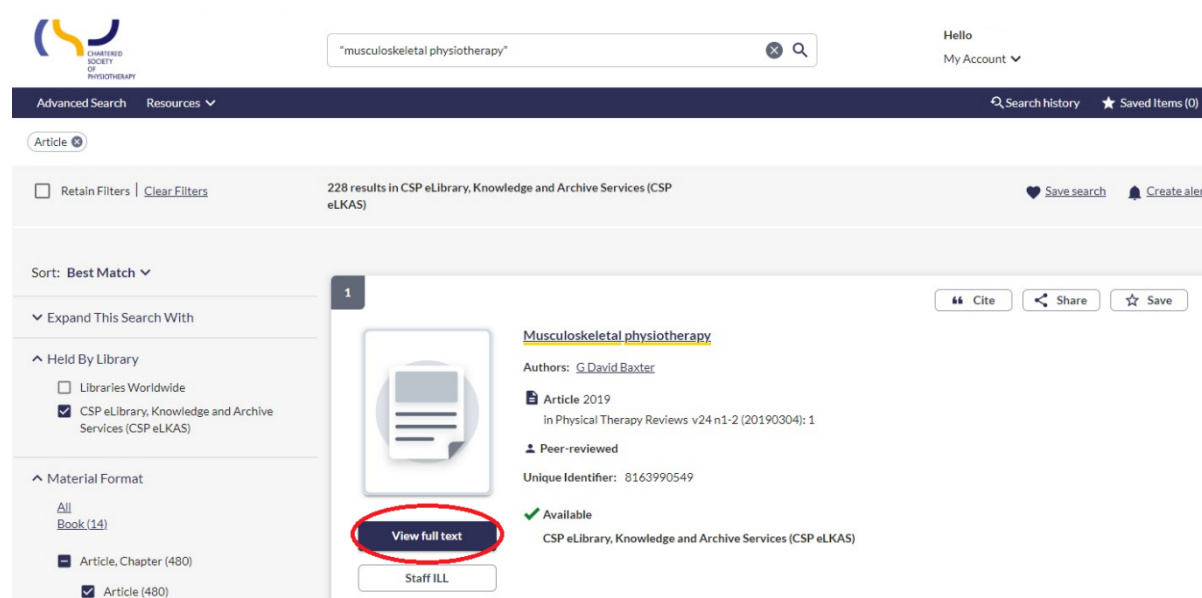 CHARTERED
SOCIETY
OF
PHYSIOTHERAPY
"musculoskeletal physiotherapy"
Hello
My Account
Advanced Search Resources
Search history Saved Items (0)
Article
Retain Filters | Clear Filters
228 results in CSP eLibrary, Knowledge and Archive Services (CSP
eLKAS)
Save search Create aler
Sort: Best Match
Expand This Search With
Held By Library
Libraries Worldwide
CSP eLibrary, Knowledge and Archive
Services (CSP eLKAS)
Material Format
All
Book (14)
Article, Chapter (480)
Article (480)
1
Cite Share Save
Musculoskeletal physiotherapy
Authors: G David Baxter
Article 2019
in Physical Therapy Reviews v24 n1-2 (20190304): 1
Peer-reviewed
Unique Identifier: 8163990549
Available
CSP eLibrary, Knowledge and Archive Services (CSP eLKAS)
View full text
Staff ILL